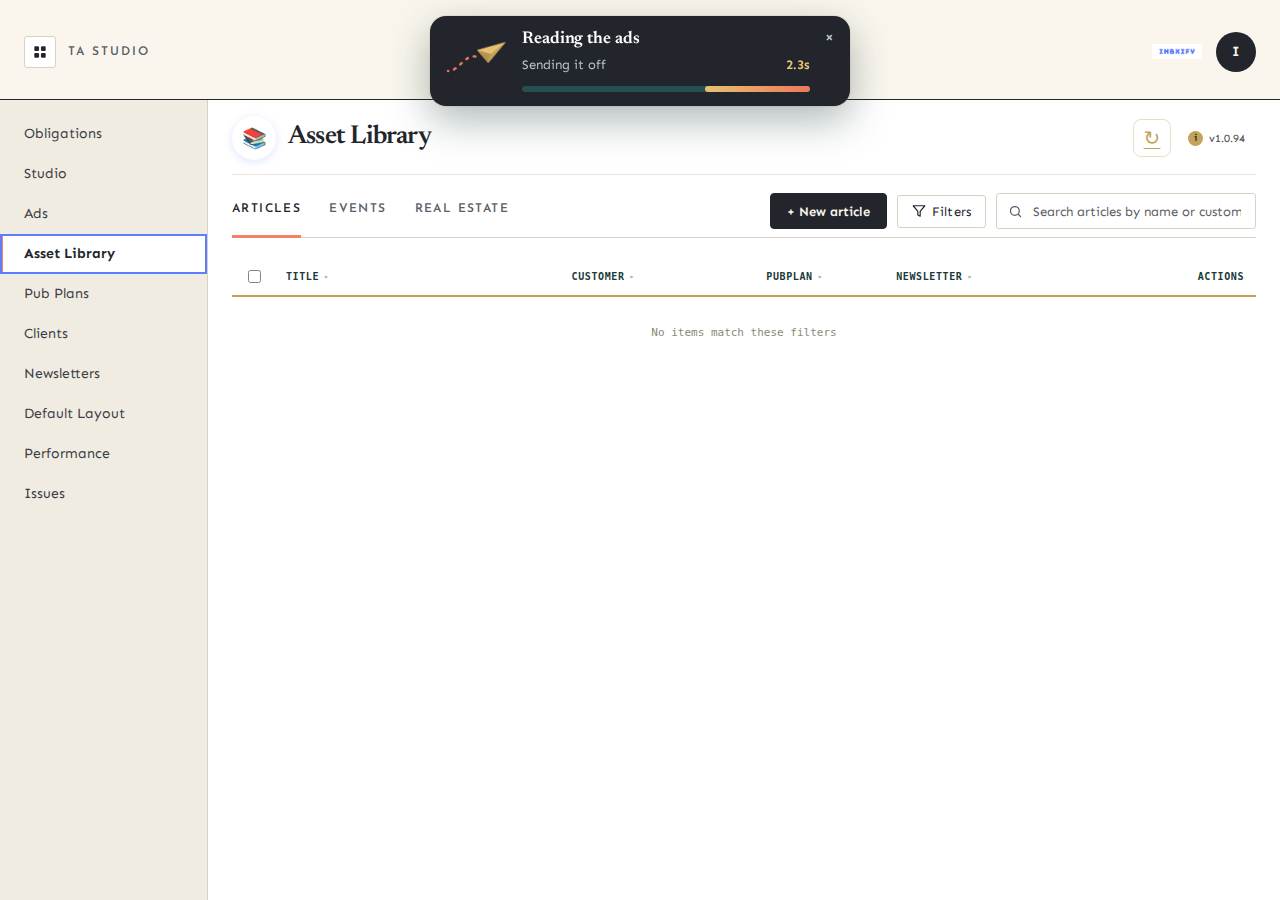 TA STUDIO
Reading the ads
×
Sending it off
2.3s
INBXIFY
I
Obligations
Studio
Ads
Asset Library
Pub Plans
Clients
Newsletters
Default Layout
Performance
Issues
Asset Library
v1.0.94
ARTICLES
EVENTS
REAL ESTATE
+ New article
Filters
Search articles by name or custom
TITLE
CUSTOMER
PUBPLAN
NEWSLETTER
ACTIONS
No items match these filters